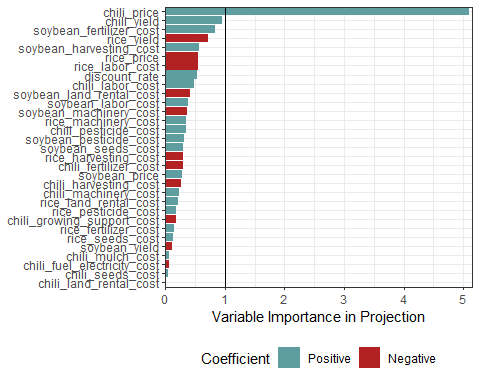 chili_price
chili_yield
soybean_fertilizer_cost
rice_yield
soybean_harvesting_cost
rice_price
rice_labor_cost
discount_rate
chili_labor_cost
soybean_land_rental_cost
soybean_labor_cost
soybean_machinery_cost
rice_machinery_cost
chili_pesticide_cost
soybean_pesticide_cost
soybean_seeds_cost
rice_harvesting_cost
chili_fertilizer_cost
soybean_price
chili_harvesting_cost
chili_machinery_cost
rice_land_rental_cost
rice_pesticide_cost
chili_growing_support_cost
rice_fertilizer_cost
rice_seeds_cost
soybean_yield
chili_mulch_cost
chili_fuel_electricity_cost
chili_seeds_cost
chili_land_rental_cost
0 1 2 3 4 5
Variable Importance in Projection
Coefficient Positive Negative